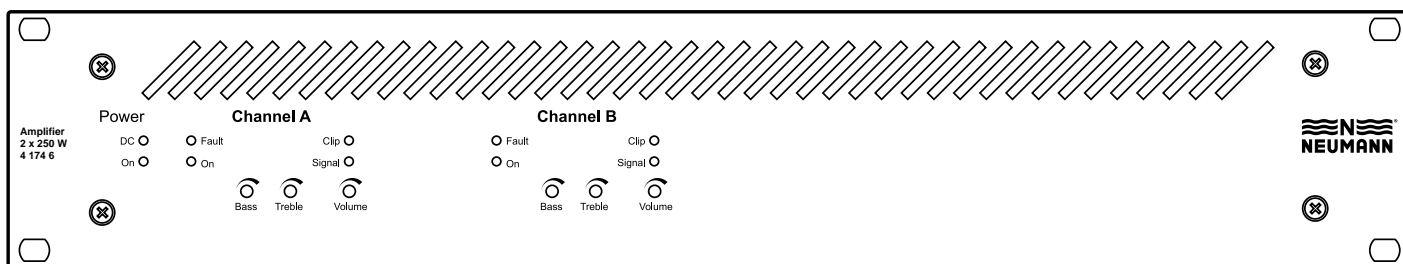 Power
Channel A
Channel B
Amplifier
2 x 250 W
4 174 6
DC
On
Fault
On
Clip
Signal
Bass
Treble
Volume
Fault
On
Clip
Signal
Bass
Treble
Volume
N
NEUMANN
®